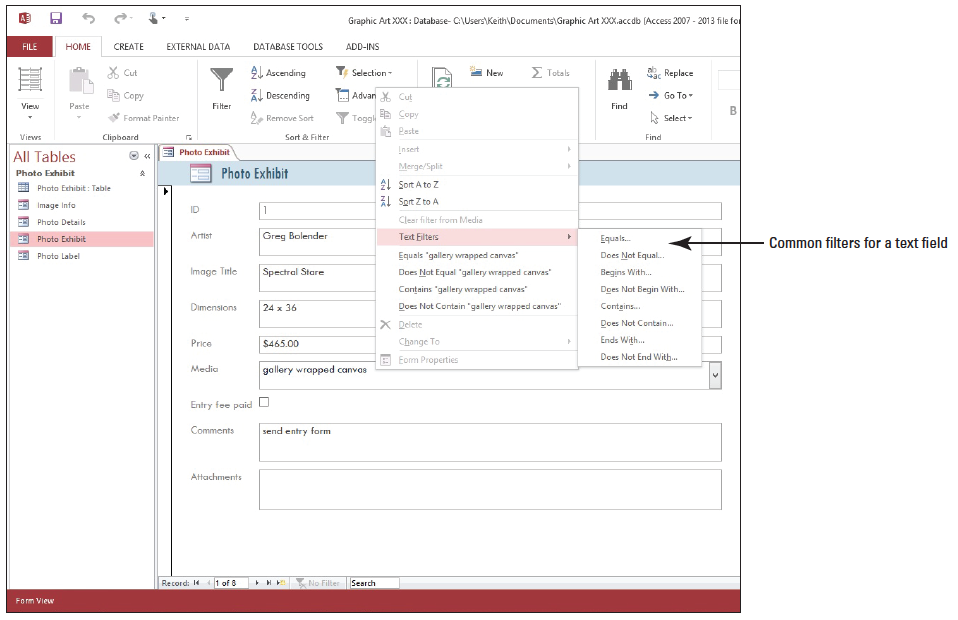 Graphic Art XXX : Database- C:\Users\Keith\Documents\Graphic Art XXX.accdb (Access 2007 - 2013 file for
FILE HOME CREATE EXTERNAL DATA DATABASE TOOLS ADD-INS
View
Views
Paste
Cut
Copy
Format Painter
Clipboard
Filter
Ascending
Descending
Remove Sort
Selection
Advan
Toggle
Sort & Filter
New
Totals
Find
Replace
Go To
Select
Find
B
All Tables
Photo Exhibit
Photo Exhibit : Table
Image Info
Photo Details
Photo Exhibit
Photo Label
Photo Exhibit
Photo Exhibit
ID 1
Artist Greg Bolender
Image Title Spectral Stare
Dimensions 24 x 36
Price $465.00
Media gallery wrapped canvas
Entry fee paid
Comments send entry form
Attachments
Cut
Copy
Paste
Insert
Merge/Split
Sort A to Z
Sort Z to A
Clear filter from Media
Text Filters
Equals "gallery wrapped canvas"
Does Not Equal "gallery wrapped canvas"
Contains "gallery wrapped canvas"
Does Not Contain "gallery wrapped canvas"
Delete
Change To
Form Properties
Equals...
Does Not Equal...
Begins With...
Does Not Begin With...
Contains...
Does Not Contain...
Ends With...
Does Not End With...
Common filters for a text field
Record: 1 of 8 No Filter Search
Form View